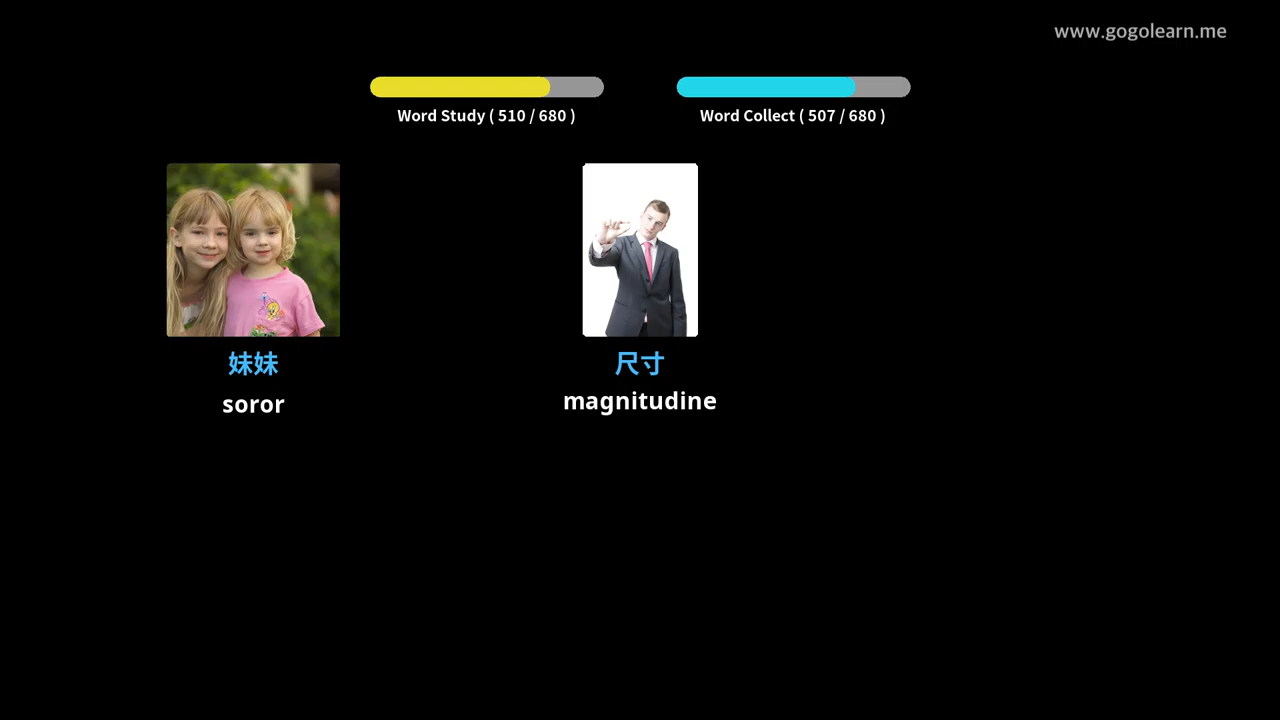 www.gogolearn.me
Word Study ( 510 / 680 )
Word Collect ( 507 / 680 )
妹妹
soror
尺寸
magnitudine